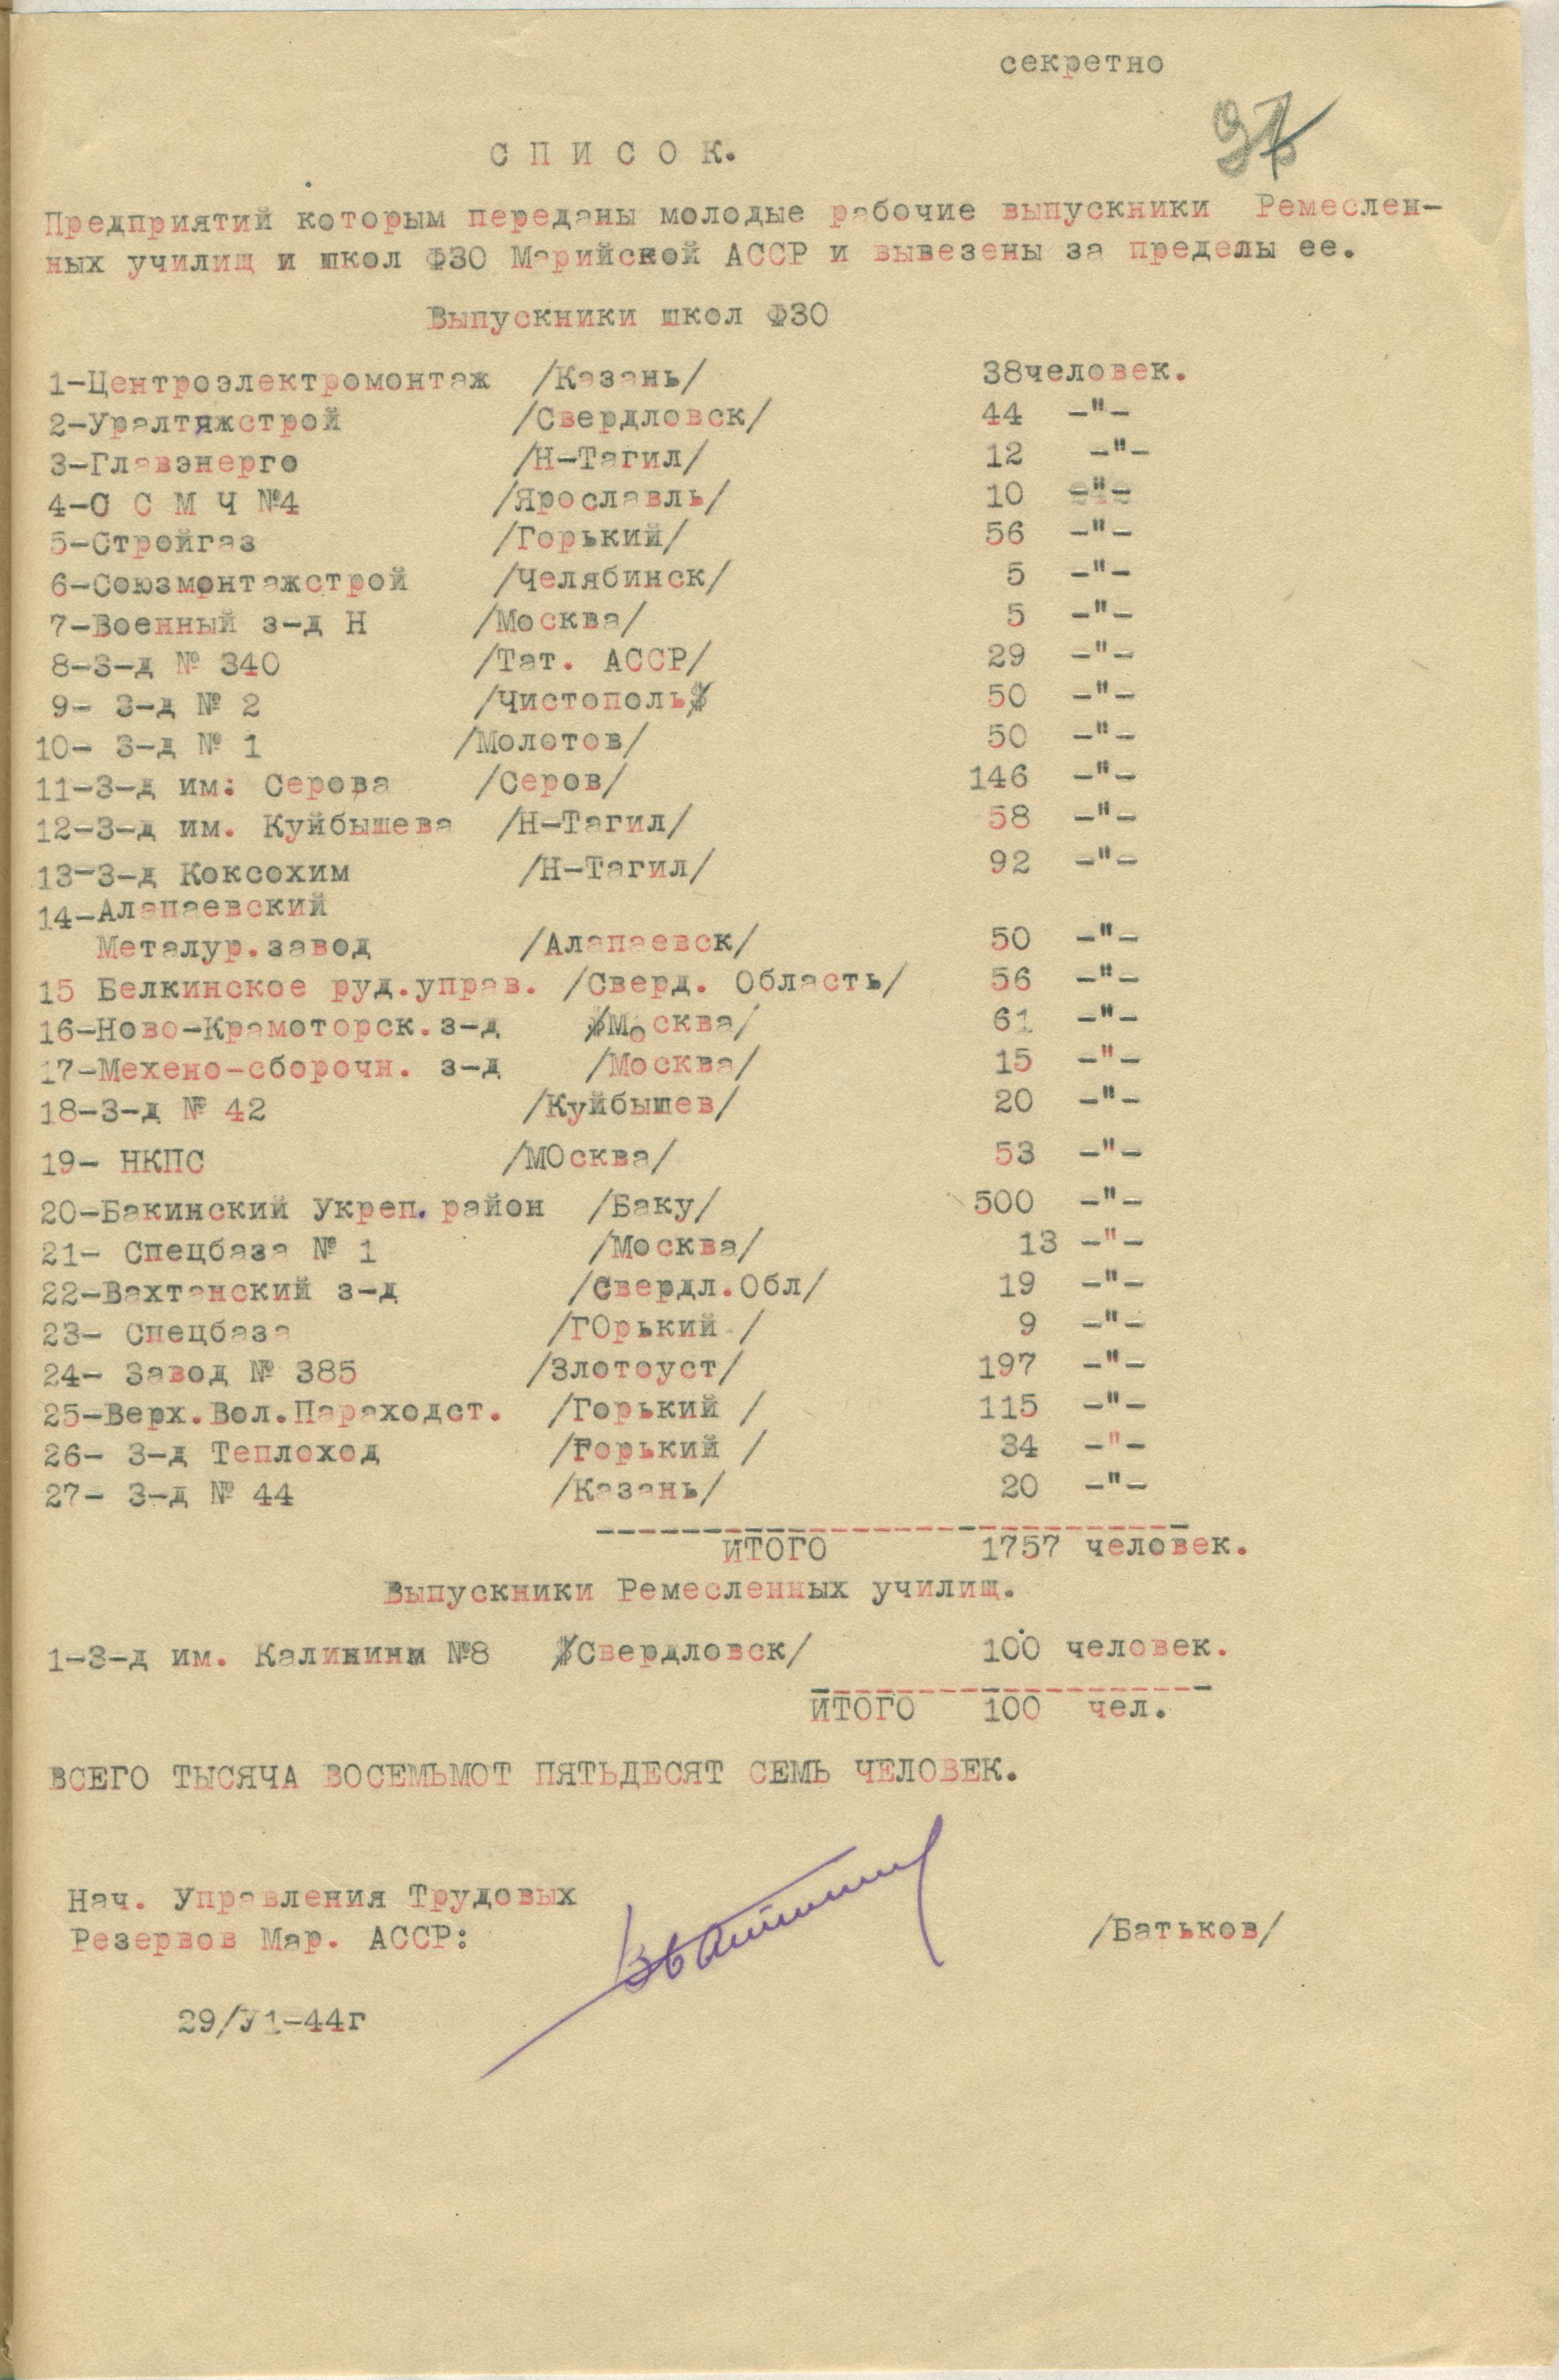 секретно
97
С П И С О К.
Предприятий которым переданы молодые рабочие выпускники Ремеслен-
ных училищ и школ ФЗО Марийской АССР и вывезены за пределы ее.
Выпускники школ ФЗО
1-Центроэлектромонтаж /Казань/ 38человек.
2-Уралтяжстрой /Свердловск/ 44 -"-
3-Главэнерго /Н-Тагил/ 12 -"-
4-О С М Ч №4 /Ярославль/ 10 -"-
5-Стройгаз /Горький/ 56 -"-
6-Союзмонтажстрой /Челябинск/ 5 -"-
7-Военный з-д Н /Москва/ 5 -"-
8-З-д № 340 /Тат. АССР/ 29 -"-
9- З-д № 2 /Чистополь/ 50 -"-
10- З-д № 1 /Молотов/ 50 -"-
11-З-д им: Серова /Серов/ 146 -"-
12-З-д им. Куйбышева /Н-Тагил/ 58 -"-
13-З-д Коксохим /Н-Тагил/ 92 -"-
14-Алапаевский
Металур.завод /Алапаевск/ 50 -"-
15 Белкинское руд.управ. /Сверд. Область/ 56 -"-
16-Ново-Крамоторск.з-д /Москва/ 61 -"-
17-Мехено-сборочн. з-д /Москва/ 15 -"-
18-З-д № 42 /Куйбышев/ 20 -"-
19- НКПС /МОсква/ 53 -"-
20-Бакинский Укреп.район /Баку/ 500 -"-
21- Спецбаза № 1 /Москва/ 13 -"-
22-Вахтанский з-д /Свердл.Обл/ 19 -"-
23- Спецбаза /ГОрький / 9 -"-
24- Завод № 385 /Злотоуст/ 197 -"-
25-Верх.Вол.Параходст. /Горький / 115 -"-
26- З-д Теплоход /Горький / 34 -"-
27- З-д № 44 /Казань/ 20 -"-
ИТОГО 1757 человек.
Выпускники Ремесленных училищ.
1-З-д им. Калинини №8 /Свердловск/ 100 человек.
ИТОГО 100 чел.
ВСЕГО ТЫСЯЧА ВОСЕМЬМОТ ПЯТЬДЕСЯТ СЕМЬ ЧЕЛОВЕК.
Нач. Управления Трудовых
Резервов Мар. АССР: /Батьков/
29/У1-44г